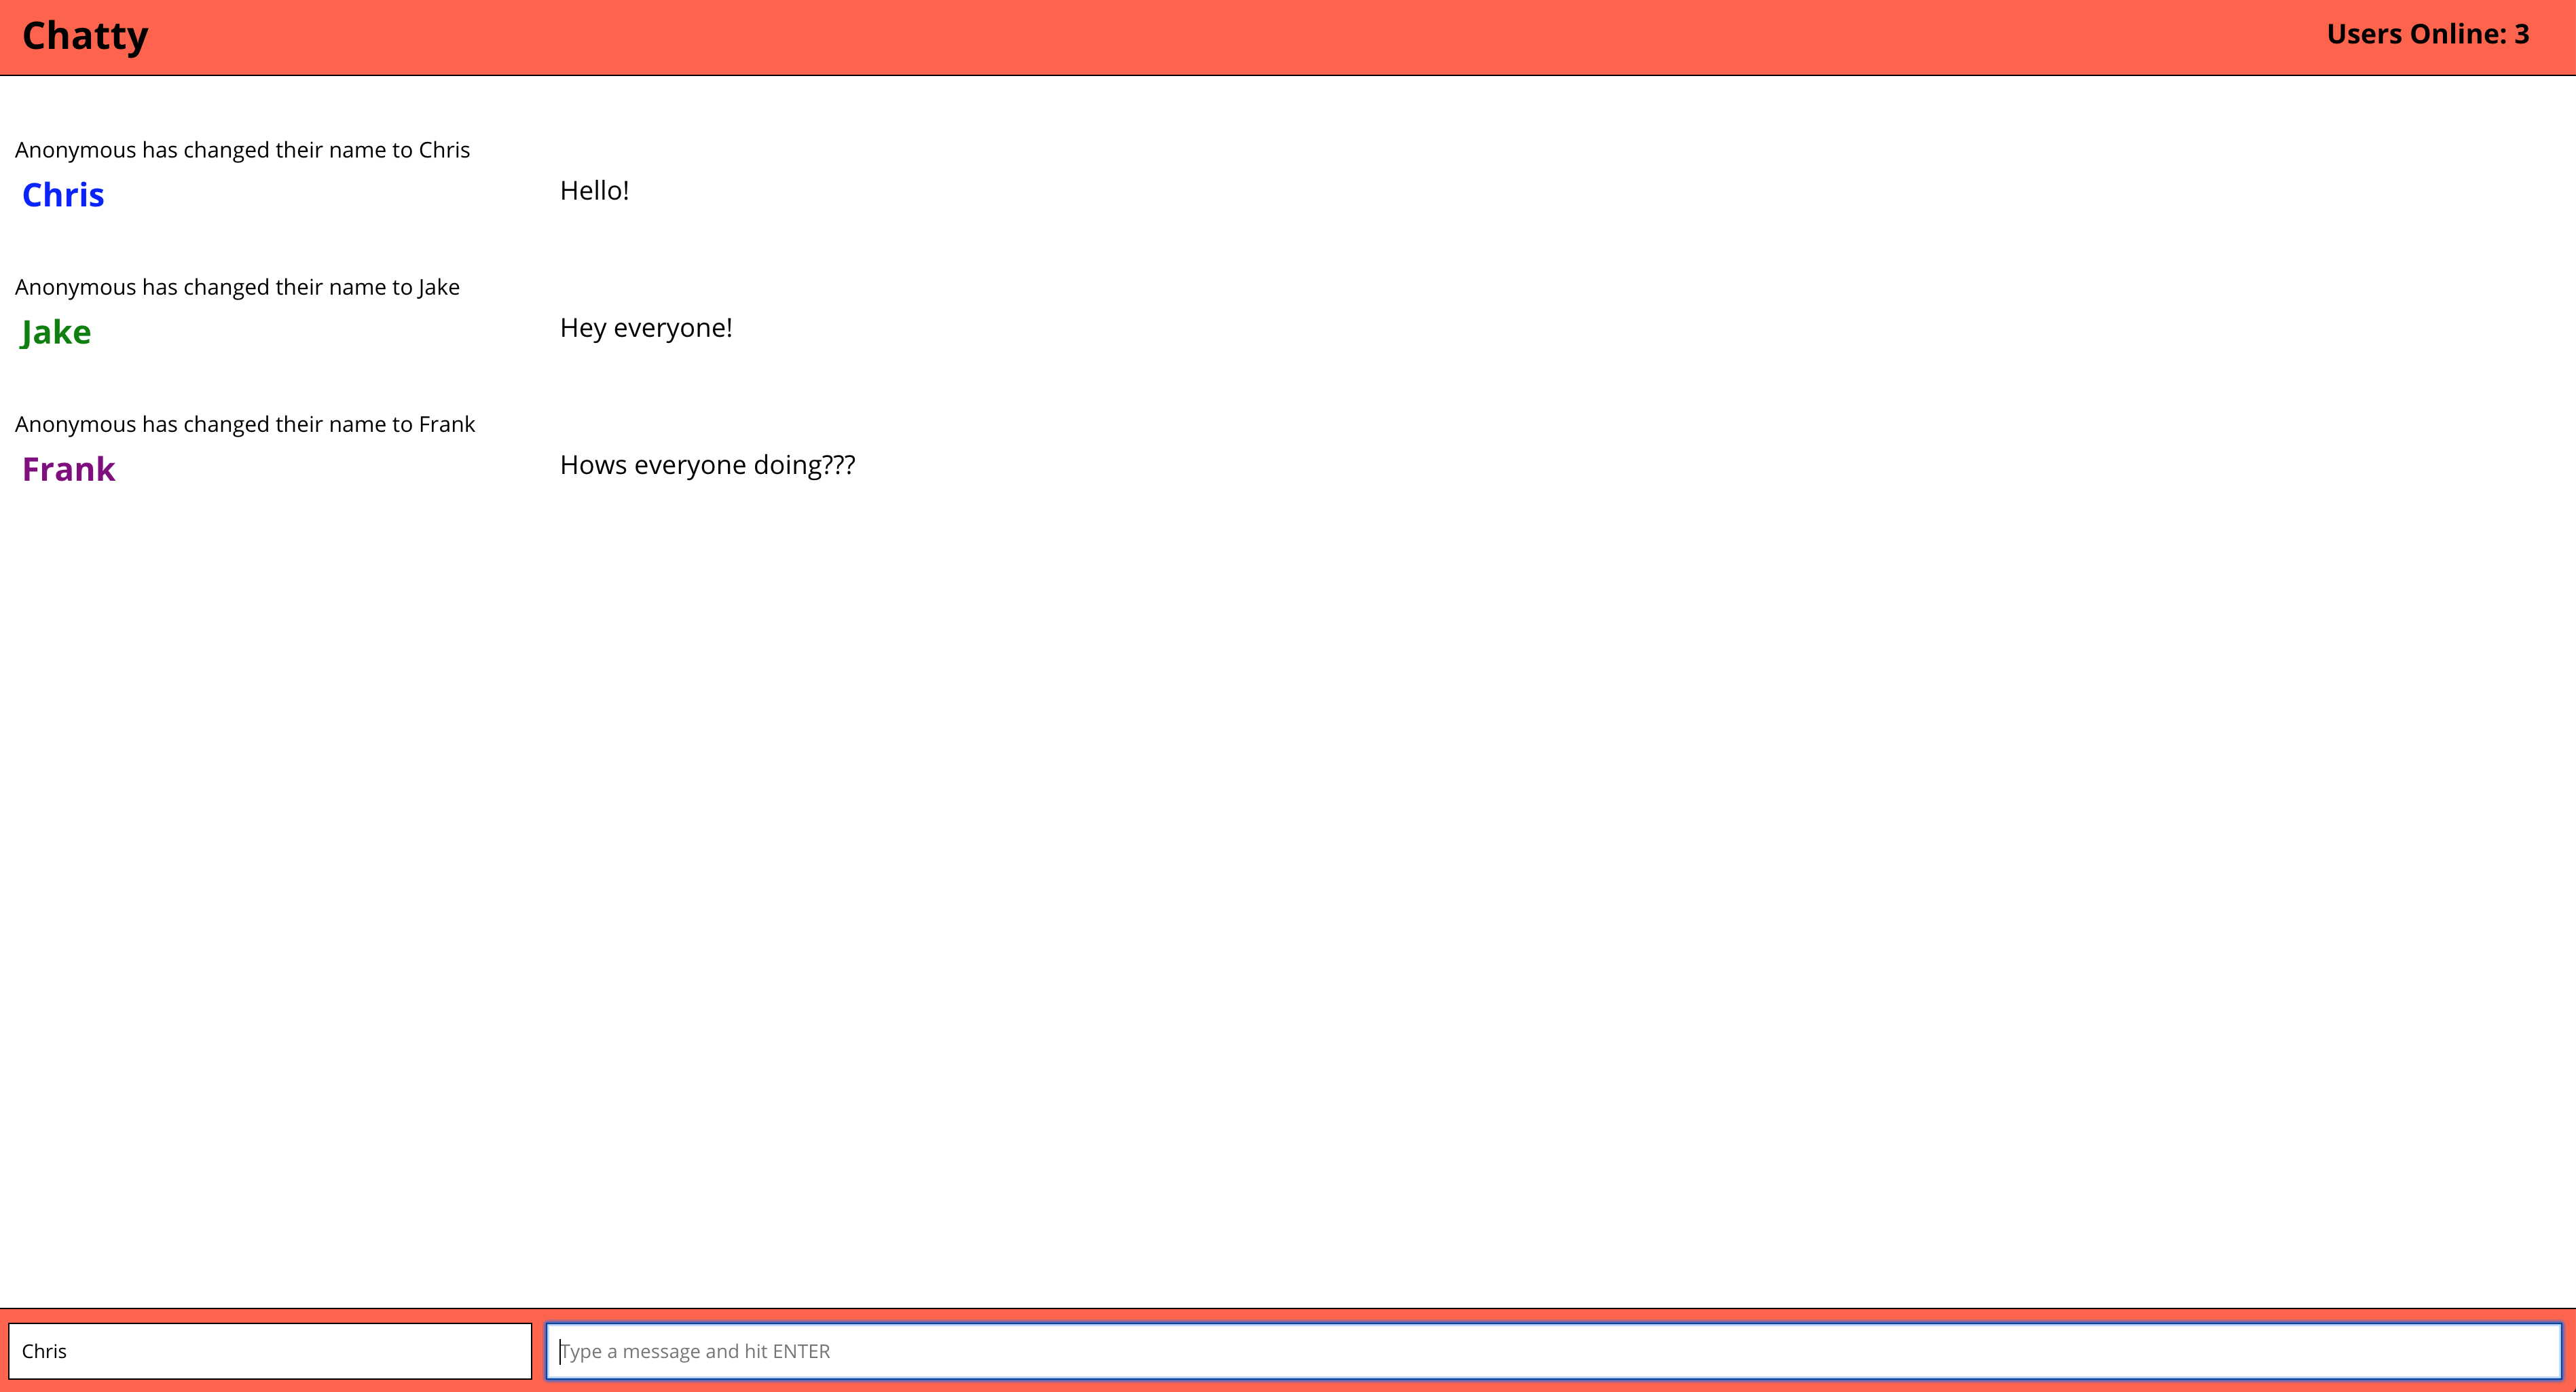 Chatty
Users Online: 3
Anonymous has changed their name to Chris
Chris Hello!
Anonymous has changed their name to Jake
Jake Hey everyone!
Anonymous has changed their name to Frank
Frank Hows everyone doing???
Chris Type a message and hit ENTER